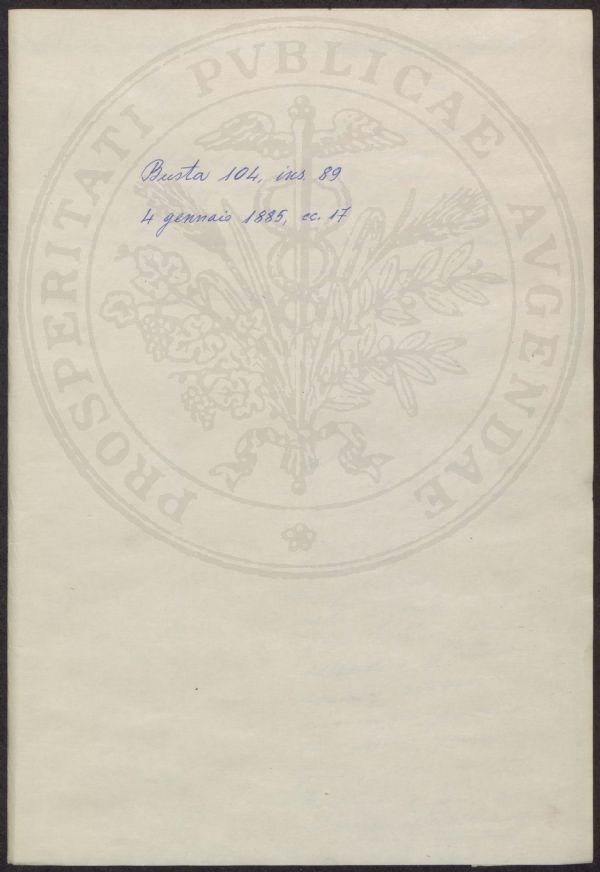 PROSPERITATI PVBLICAE AVGENDAE
Busta 104, ins. 89
4 gennaio 1885, cc. 17